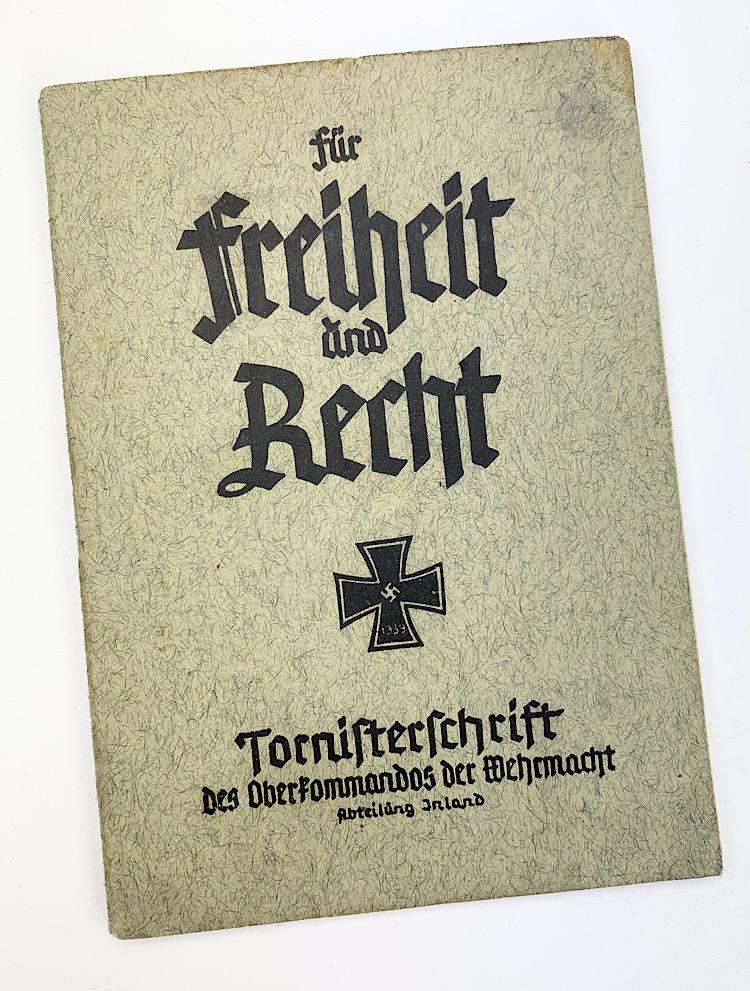 für
Freiheit
und
Recht
1939
Tornisterschrift
des Oberkommandos der Wehrmacht
Abteilung Inland